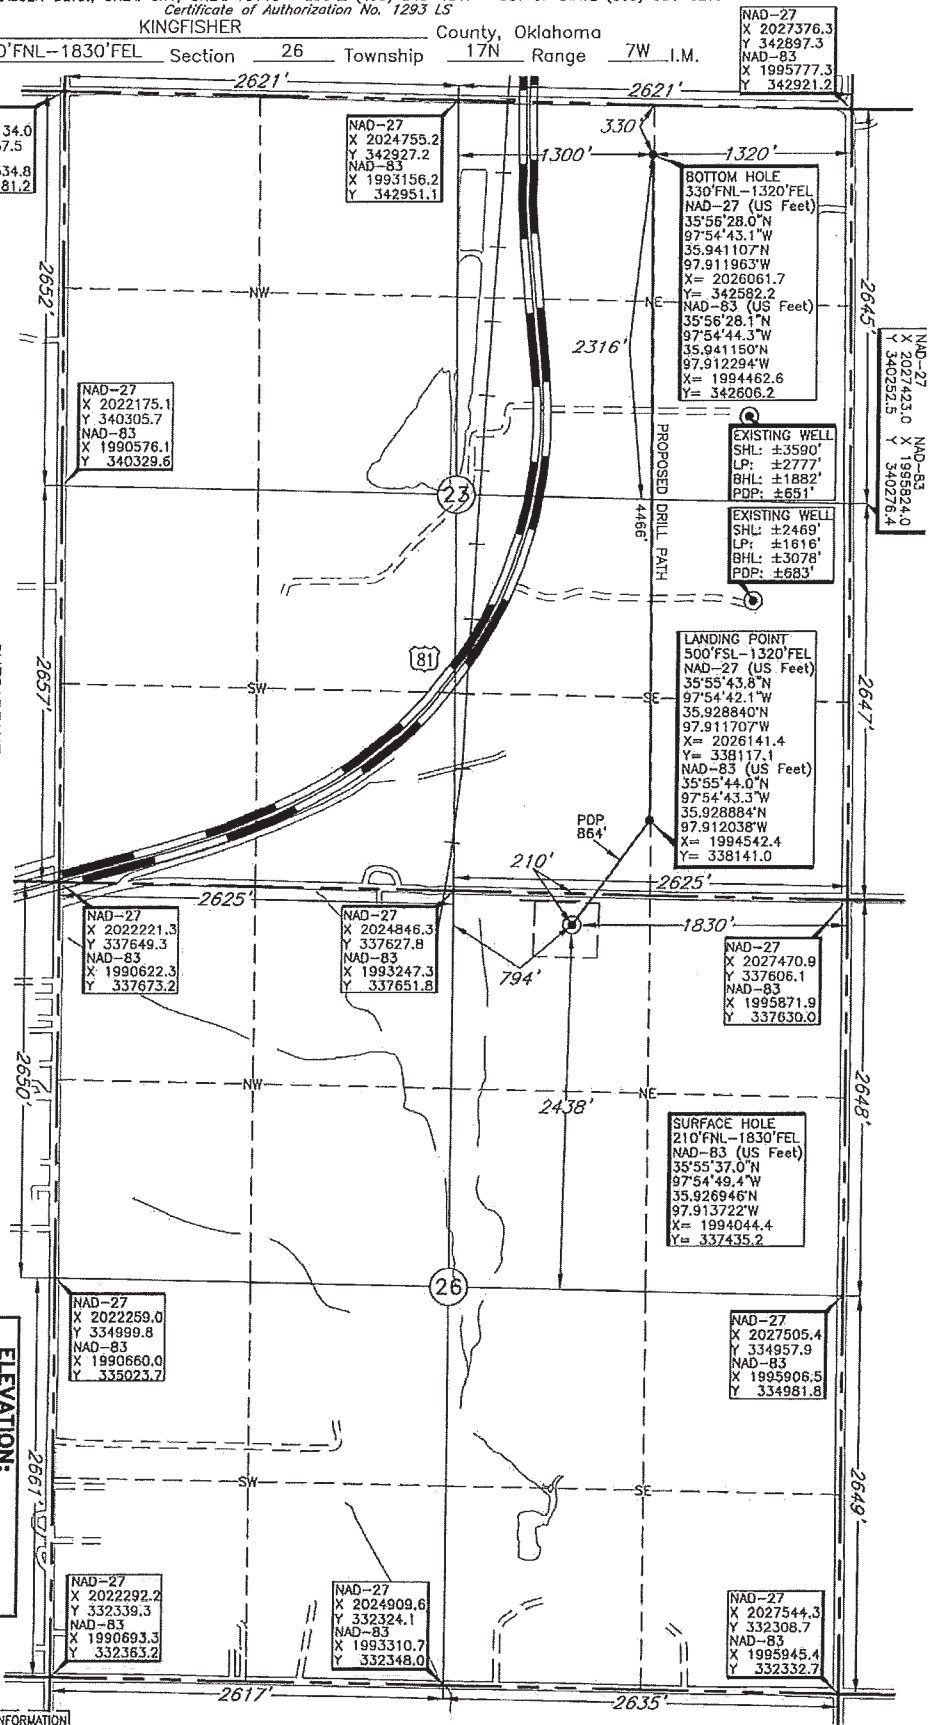 Certificate of Authorization No. 1293 LS
KINGFISHER County, Oklahoma
0'FNL-1830'FEL Section 26 Township 17N Range 7W I.M.
NAD-27
X 2027376.3
Y 342897.3
NAD-83
X 1995777.3
Y 342921.2
2621'
2621'
34.0
7.5
34.8
81.2
NAD-27
X 2024755.2
Y 342927.2
NAD-83
X 1993156.2
Y 342951.1
330'
1300'
1320'
BOTTOM HOLE
330'FNL-1320'FEL
NAD-27 (US Feet)
35°56'28.0"N
97°54'43.1"W
35.941107°N
97.911963°W
X= 2026061.7
Y= 342582.2
NAD-83 (US Feet)
35°56'28.1"N
97°54'44.3"W
35.941150°N
97.912294°W
X= 1994462.6
Y= 342606.2
2652'
NW
NE
2645'
2316'
NAD-27
X 2027423.0
Y 340252.5
NAD-83
X 1995824.0
Y 340276.4
NAD-27
X 2022175.1
Y 340305.7
NAD-83
X 1990576.1
Y 340329.6
EXISTING WELL
SHL: ±3590'
LP: ±2777'
BHL: ±1882'
PDP: ±651'
23
PROPOSED DRILL PATH
4466'
EXISTING WELL
SHL: ±2469'
LP: ±1616'
BHL: ±3078'
PDP: ±683'
81
2657'
SW
SE
2647'
LANDING POINT
500'FSL-1320'FEL
NAD-27 (US Feet)
35°55'43.8"N
97°54'42.1"W
35.928840°N
97.911707°W
X= 2026141.4
Y= 338117.1
NAD-83 (US Feet)
35°55'44.0"N
97°54'43.3"W
35.928884°N
97.912038°W
X= 1994542.4
Y= 338141.0
PDP
864'
210'
2625'
2625'
NAD-27
X 2022221.3
Y 337649.3
NAD-83
X 1990622.3
Y 337673.2
NAD-27
X 2024846.3
Y 337627.8
NAD-83
X 1993247.3
Y 337651.8
1830'
794'
NAD-27
X 2027470.9
Y 337606.1
NAD-83
X 1995871.9
Y 337630.0
2650'
NW
NE
2648'
2438'
SURFACE HOLE
210'FNL-1830'FEL
NAD-83 (US Feet)
35°55'37.0"N
97°54'49.4"W
35.926946°N
97.913722°W
X= 1994044.4
Y= 337435.2
26
NAD-27
X 2022259.0
Y 334999.8
NAD-83
X 1990660.0
Y 335023.7
NAD-27
X 2027505.4
Y 334957.9
NAD-83
X 1995906.5
Y 334981.8
ELEVATION:
2661'
SW
SE
2649'
NAD-27
X 2022292.2
Y 332339.3
NAD-83
X 1990693.3
Y 332363.2
NAD-27
X 2024909.6
Y 332324.1
NAD-83
X 1993310.7
Y 332348.0
NAD-27
X 2027544.3
Y 332308.7
NAD-83
X 1995945.4
Y 332332.7
2617'
2635'
NFORMATION